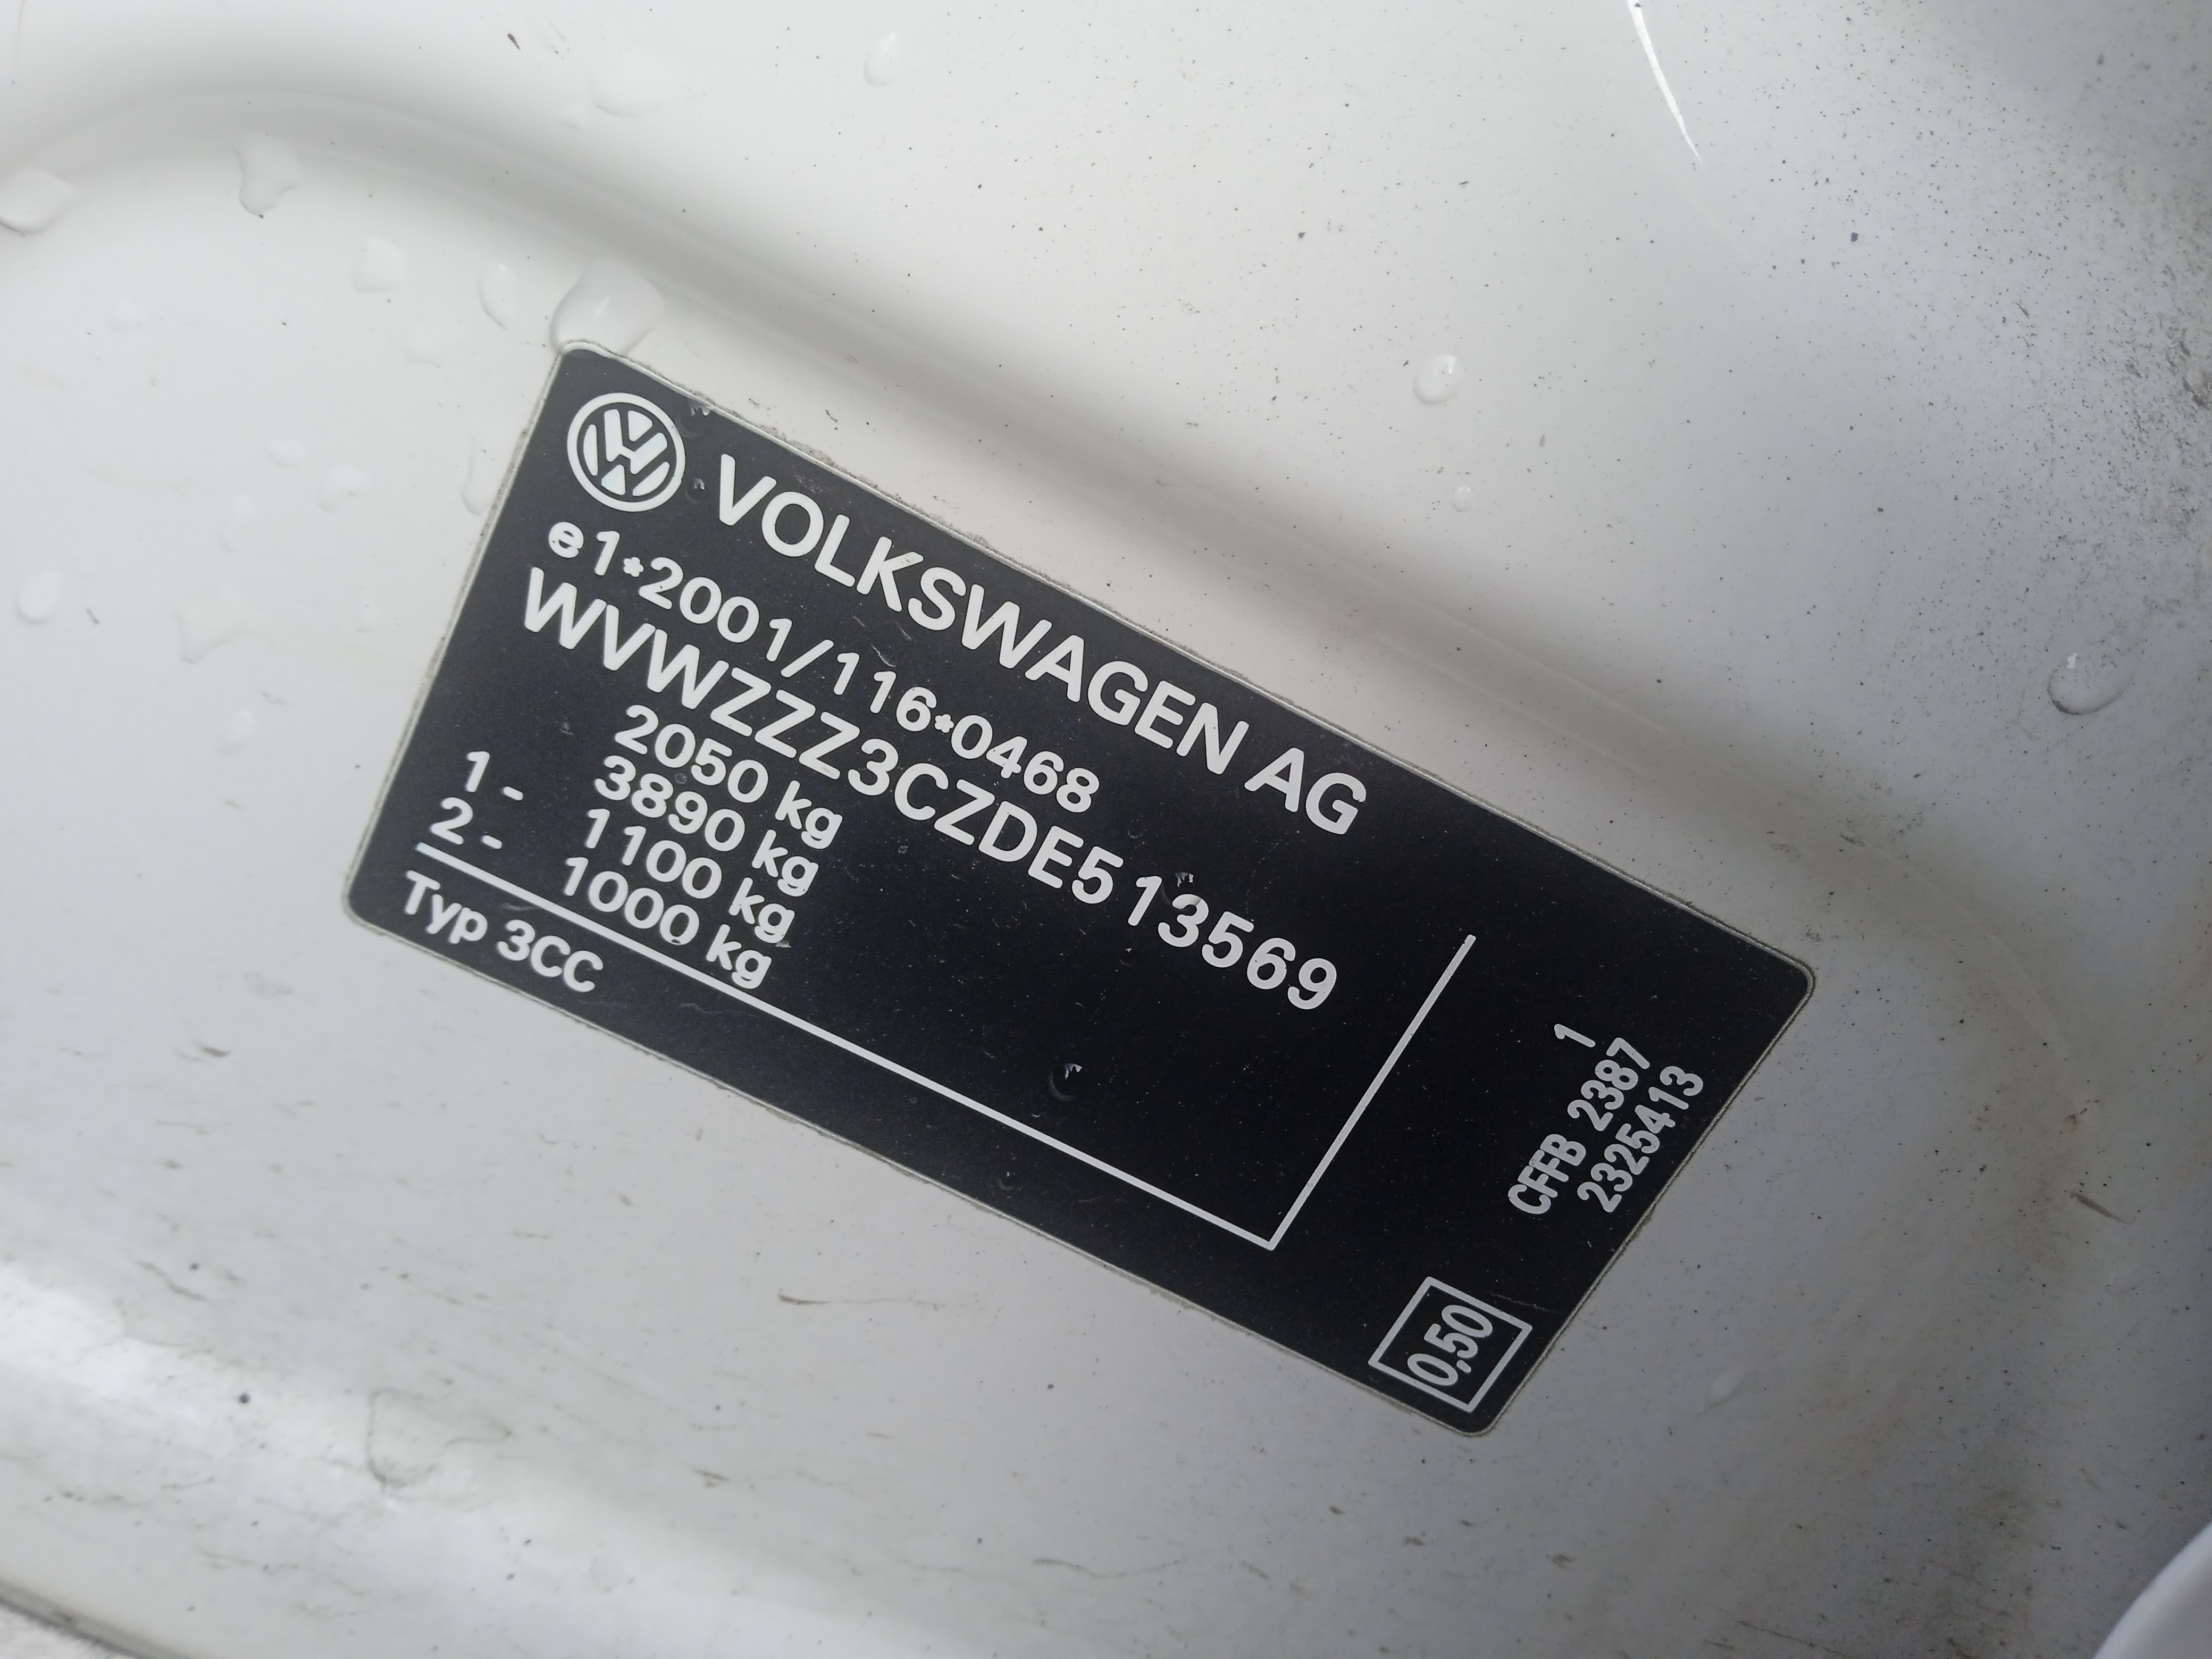 VOLKSWAGEN AG
e1*2001/116*0468
WVWZZZ3CZDE513569
2050 kg
3890 kg
1 - 1100 kg
2 - 1000 kg
Typ 3CC
1
CFFB 2387
2325413
0,50